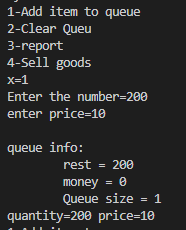 1-Add item to queue
2-Clear Queu
3-report
4-Sell goods
x=1
Enter the number=200
enter price=10
queue info:
rest = 200
money = 0
Queue size = 1
quantity=200 price=10